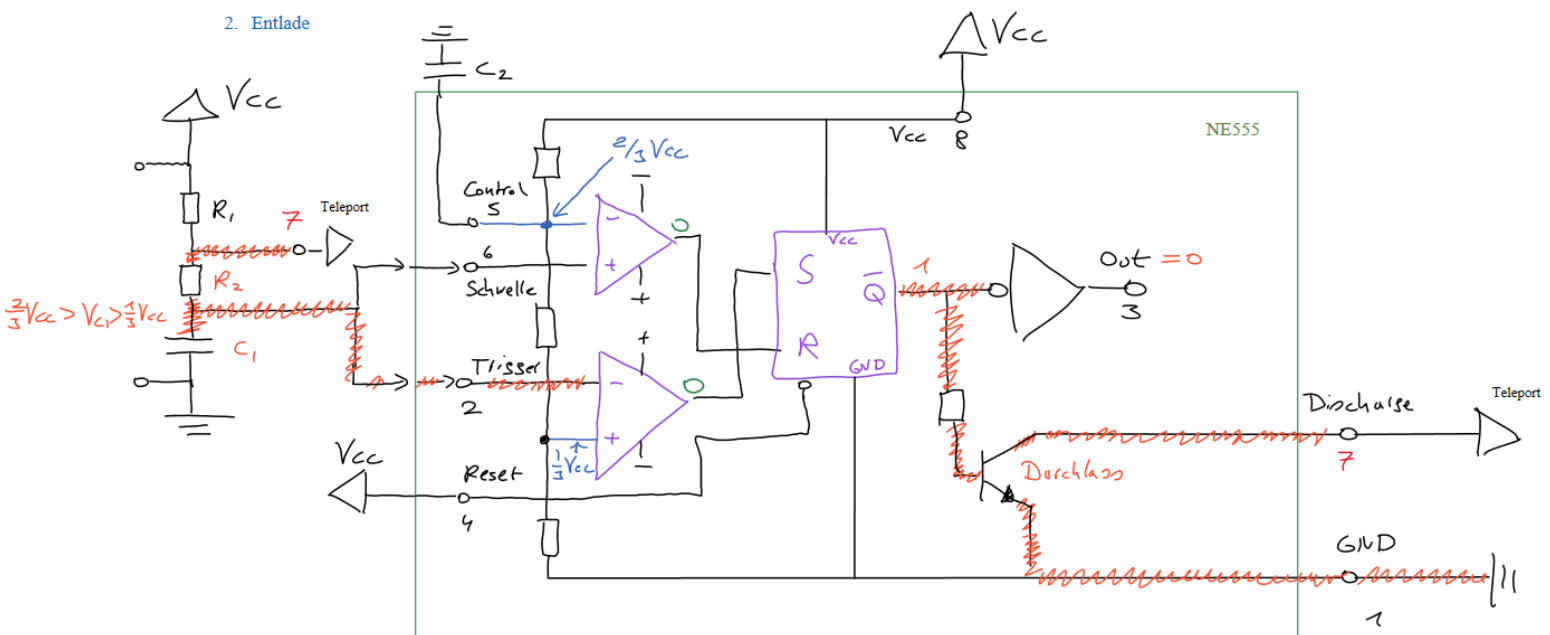 2. Entlade
Vcc
C2
Vcc
NE555
Vcc 8
2/3 Vcc
Control
5
R1
7 Teleport
6
Schwelle
-
+
0
Vcc
S
Q̅
R
GND
1
Out = 0
3
R2
2/3 Vcc > VC1 > 1/3 Vcc
C1
Trigger
2
-
+
0
1/3 Vcc
Vcc
Reset
4
Discharge
7
Teleport
Durchlass
GND
1